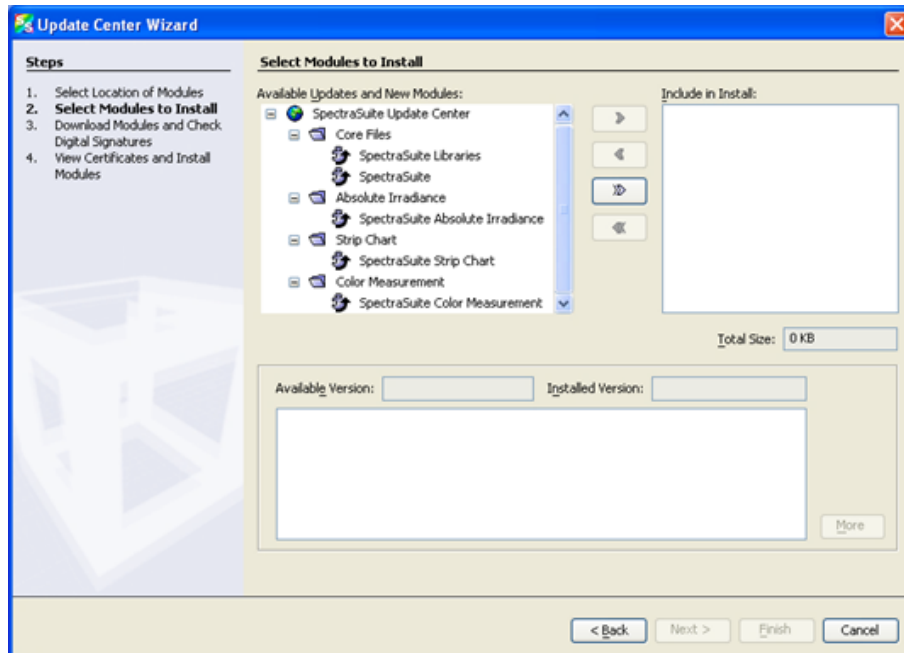 Update Center Wizard
Steps
1. Select Location of Modules
2. Select Modules to Install
3. Download Modules and Check
Digital Signatures
4. View Certificates and Install
Modules
Select Modules to Install
Available Updates and New Modules:
SpectraSuite Update Center
Core Files
SpectraSuite Libraries
SpectraSuite
Absolute Irradiance
SpectraSuite Absolute Irradiance
Strip Chart
SpectraSuite Strip Chart
Color Measurement
SpectraSuite Color Measurement
Include in Install:
Total Size: 0 KB
Available Version:
Installed Version:
More
< Back
Next >
Finish
Cancel